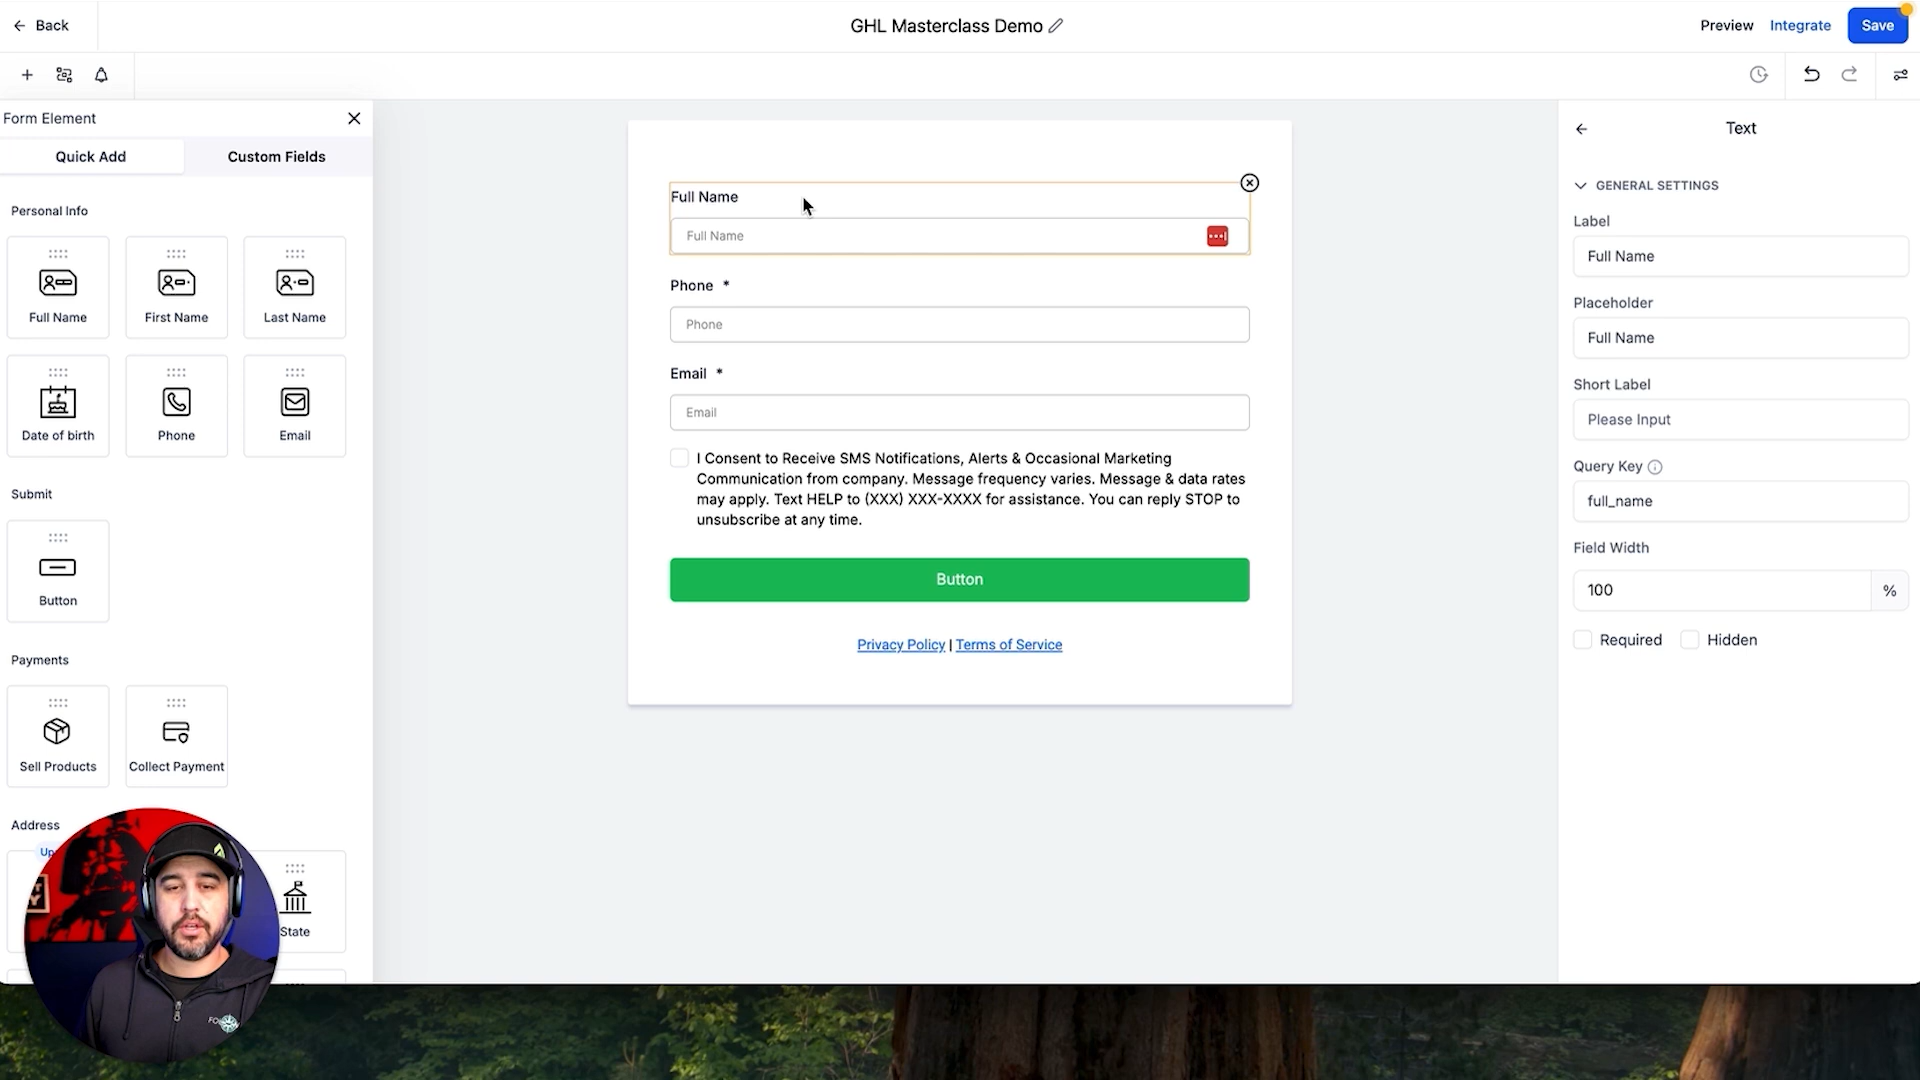 Back
GHL Masterclass Demo
Preview
Integrate
Save
Form Element
Quick Add
Custom Fields
Personal Info
Full Name
First Name
Last Name
Date of birth
Phone
Email
Submit
Button
Payments
Sell Products
Collect Payment
Address
Up
State
Full Name
Full Name
Phone *
Phone
Email *
Email
I Consent to Receive SMS Notifications, Alerts & Occasional Marketing
Communication from company. Message frequency varies. Message & data rates
may apply. Text HELP to (XXX) XXX-XXXX for assistance. You can reply STOP to
unsubscribe at any time.
Button
Privacy Policy | Terms of Service
Text
GENERAL SETTINGS
Label
Full Name
Placeholder
Full Name
Short Label
Please Input
Query Key
full_name
Field Width
100
%
Required
Hidden